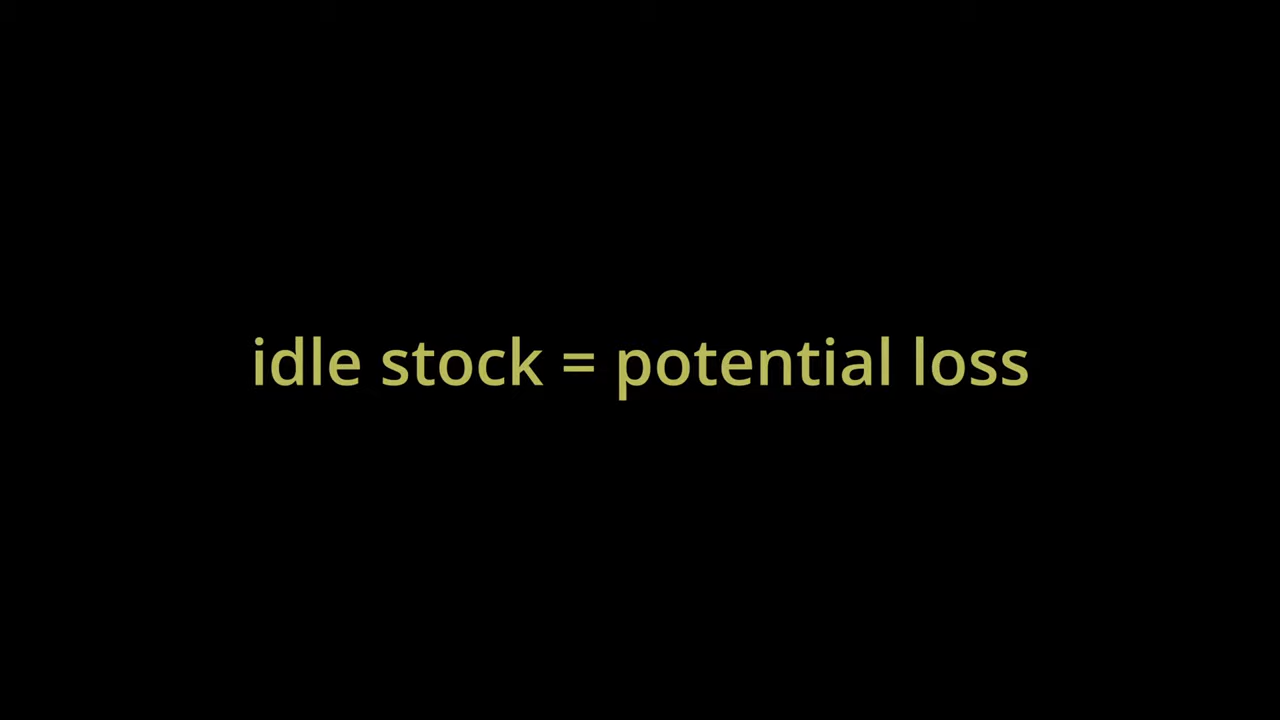 idle stock = potential loss